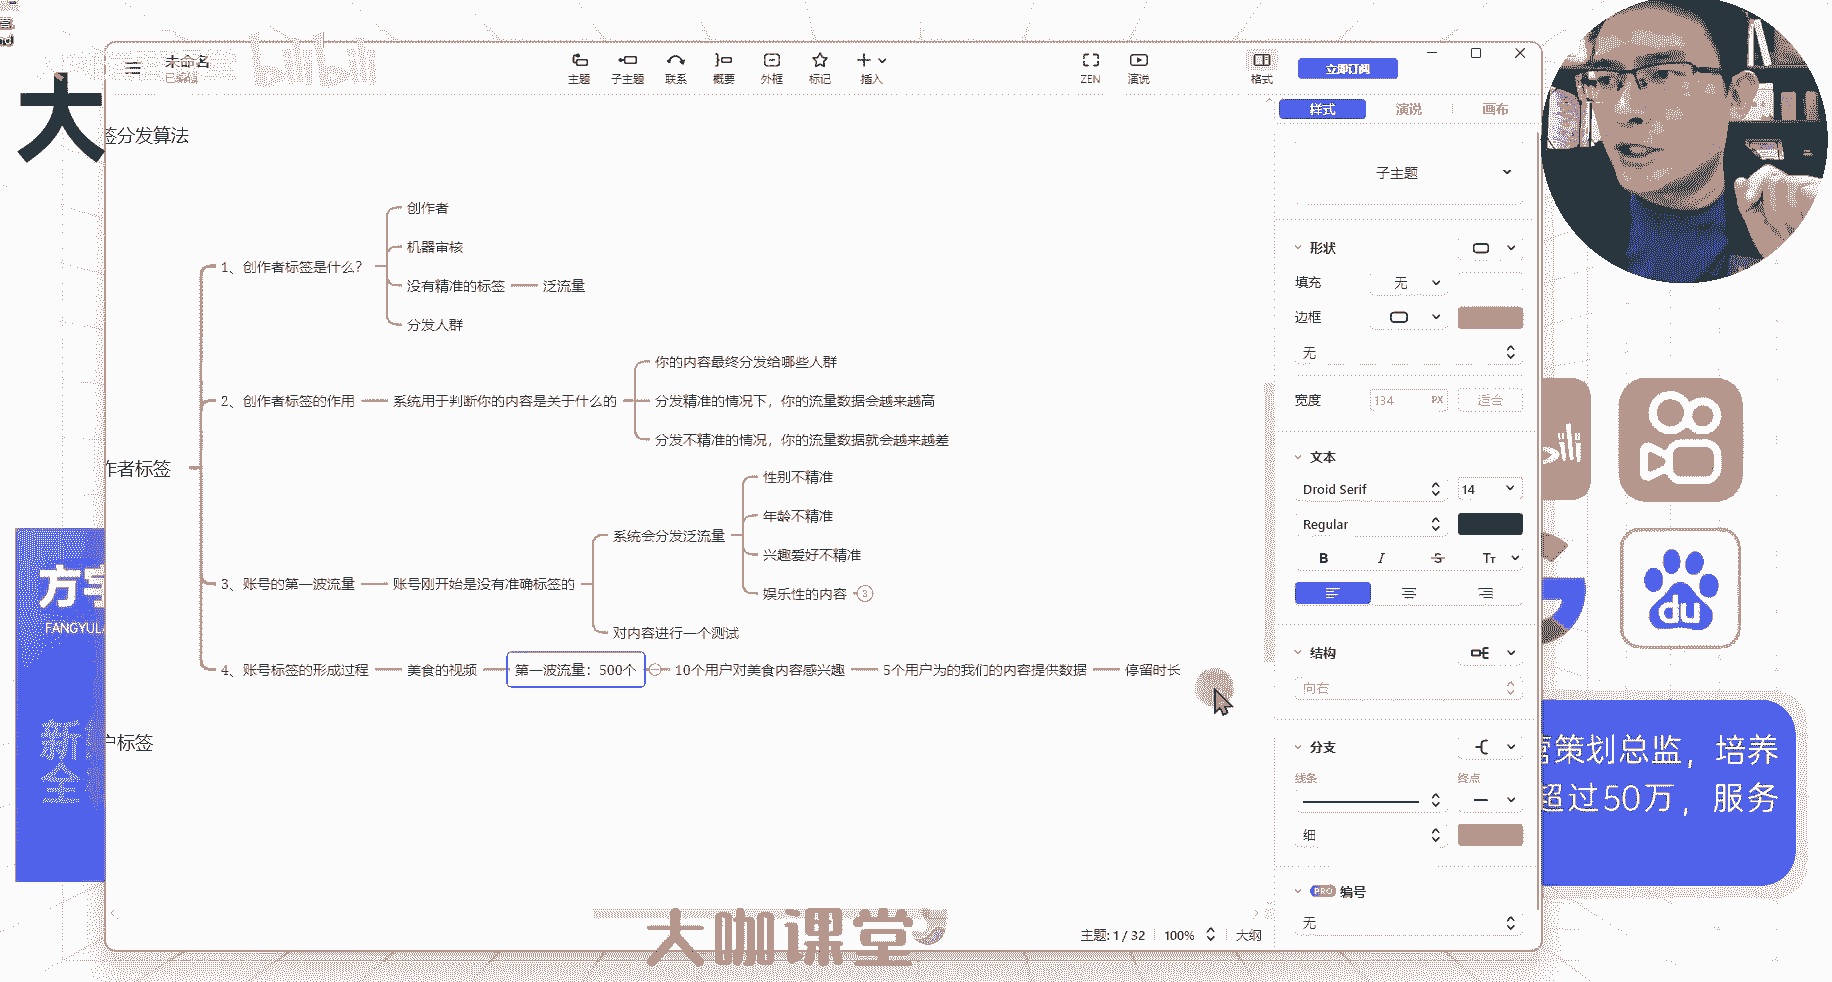 bilibili
未命名
已编辑
主题
子主题
联系
概要
外框
标记
插入
ZEN
演说
格式
立即订阅
大
签分发算法
样式
演说
画布
子主题
创作者
机器审核
1、创作者标签是什么?
没有精准的标签
泛流量
分发人群
形状
填充
无
边框
无
你的内容最终分发给哪些人群
2、创作者标签的作用
系统用于判断你的内容是关于什么的
分发精准的情况下，你的流量数据会越来越高
分发不精准的情况，你的流量数据就会越来越差
宽度
134
PX
适合
作者标签
性别不精准
年龄不精准
系统会分发泛流量
兴趣爱好不精准
3、账号的第一波流量
账号刚开始是没有准确标签的
娱乐性的内容
3
对内容进行一个测试
文本
Droid Serif
14
Regular
B
I
S
Tт
4、账号标签的形成过程
美食的视频
第一波流量：500个
10个用户对美食内容感兴趣
5个用户为的我们的内容提供数据
停留时长
结构
向右
户标签
分支
线条
终点
细
PRO
编号
无
方宇
FANGYULA
新
全
du
营策划总监，培养
超过50万，服务
大咖课堂
主题: 1 / 32
100%
大纲